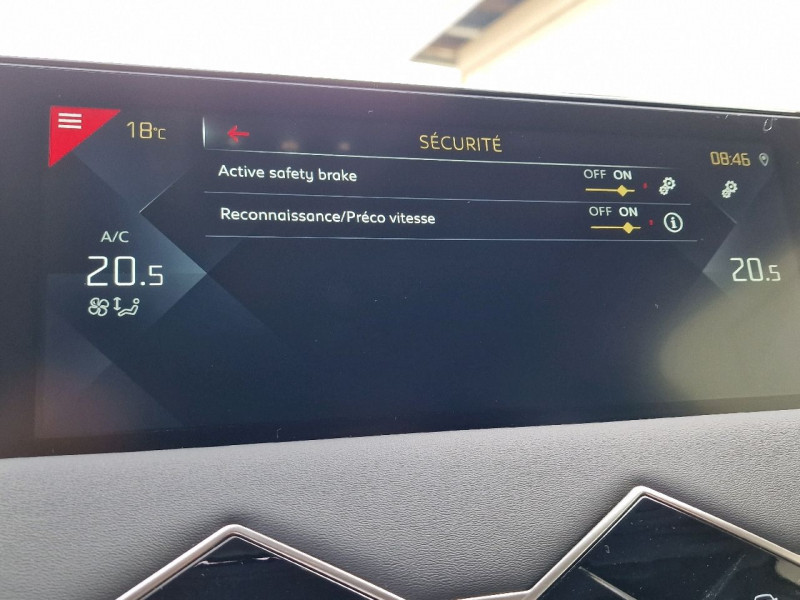 18°C
SÉCURITÉ
08:46
Active safety brake
OFF ON
Reconnaissance/Préco vitesse
OFF ON
A/C
20.5
20.5